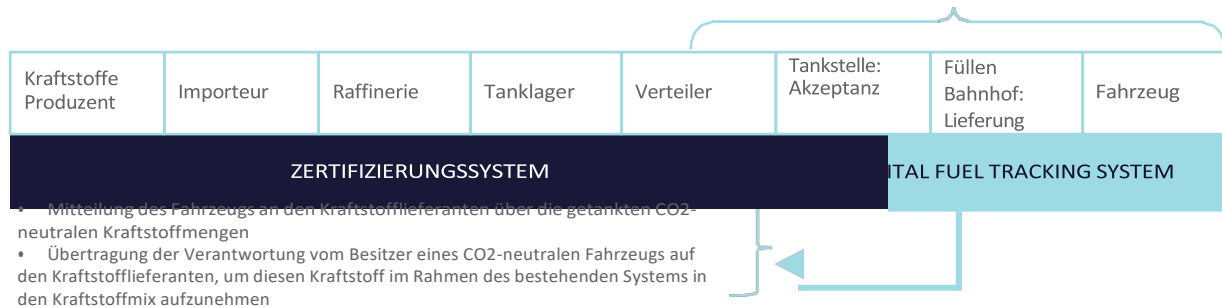 Kraftstoffe
Produzent
Importeur
Raffinerie
Tanklager
Verteiler
Tankstelle:
Akzeptanz
Füllen
Bahnhof:
Lieferung
Fahrzeug
ZERTIFIZIERUNGSSYSTEM
ITAL FUEL TRACKING SYSTEM
• Mitteilung des Fahrzeugs an den Kraftstofflieferanten über die getankten CO2-
neutralen Kraftstoffmengen
• Übertragung der Verantwortung vom Besitzer eines CO2-neutralen Fahrzeugs auf
den Kraftstofflieferanten, um diesen Kraftstoff im Rahmen des bestehenden Systems in
den Kraftstoffmix aufzunehmen